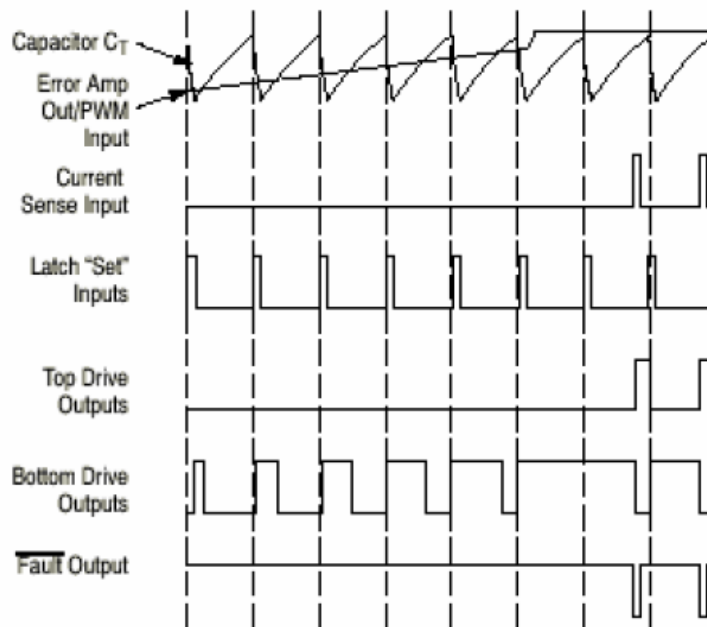 Capacitor CT
Error Amp
Out/PWM
Input
Current
Sense Input
Latch “Set”
Inputs
Top Drive
Outputs
Bottom Drive
Outputs
Fault Output